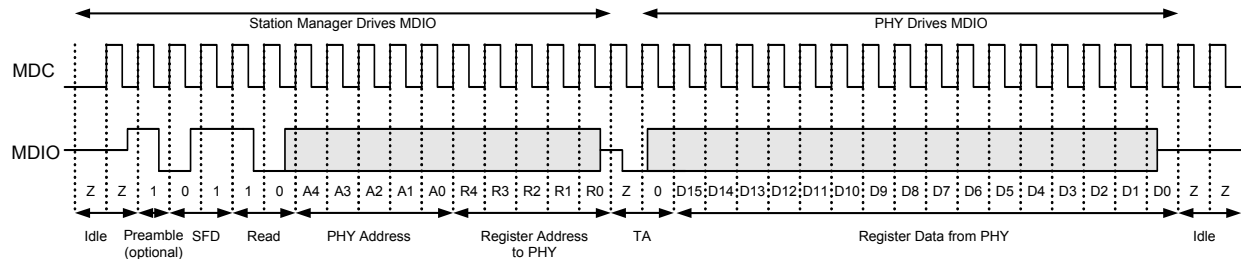 Station Manager Drives MDIO PHY Drives MDIO
MDC
MDIO
Z Z 1 0 1 1 0 A4 A3 A2 A1 A0 R4 R3 R2 R1 R0 Z 0 D15 D14 D13 D12 D11 D10 D9 D8 D7 D6 D5 D4 D3 D2 D1 D0 Z Z
Idle Preamble SFD Read PHY Address Register Address TA Register Data from PHY Idle
(optional) to PHY